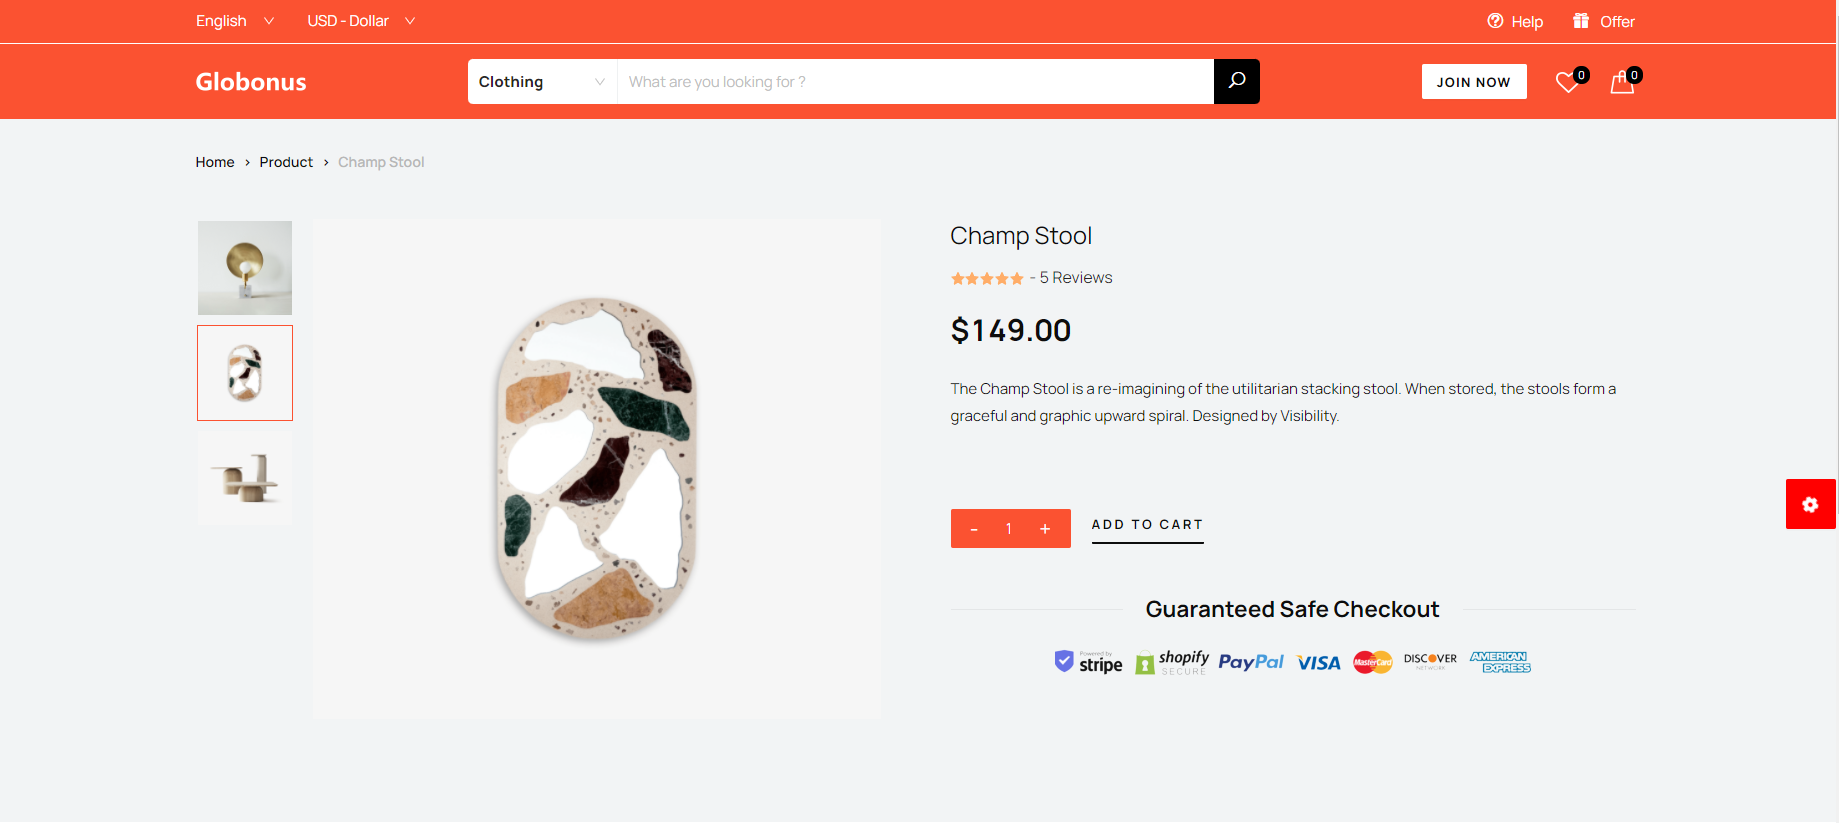 English
USD - Dollar
Help
Offer
Globonus
Clothing
What are you looking for ?
JOIN NOW
0
0
Home > Product > Champ Stool
Champ Stool
- 5 Reviews
$149.00
The Champ Stool is a re-imagining of the utilitarian stacking stool. When stored, the stools form a
graceful and graphic upward spiral. Designed by Visibility.
- 1 +
ADD TO CART
Guaranteed Safe Checkout
Powered by
stripe
shopify
SECURE
PayPal
VISA
MasterCard
DISCOVER
NETWORK
AMERICAN
EXPRESS